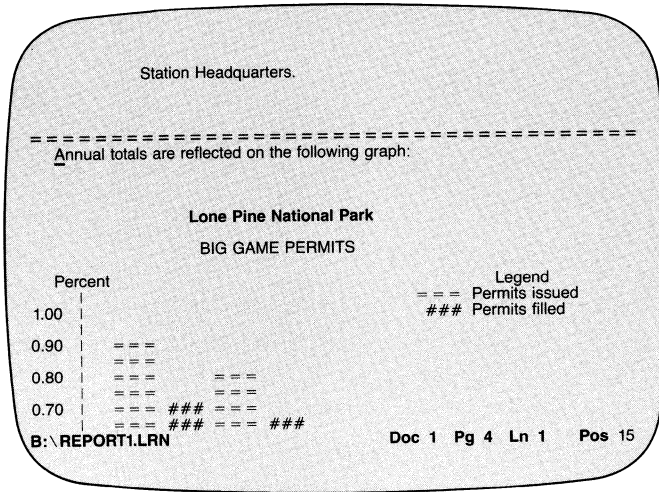 Station Headquarters.
= = = = = = = = = = = = = = = = = = = = = = = = = = = = = = = = = = = = = =
Annual totals are reflected on the following graph:
Lone Pine National Park
BIG GAME PERMITS
Percent Legend
= = = Permits issued
1.00 | ### Permits filled
|
0.90 | = = =
| = = =
0.80 | = = = = = =
| = = = = = =
0.70 | = = = ### = = =
| = = = ### = = = ###
B:\REPORT1.LRN Doc 1 Pg 4 Ln 1 Pos 15